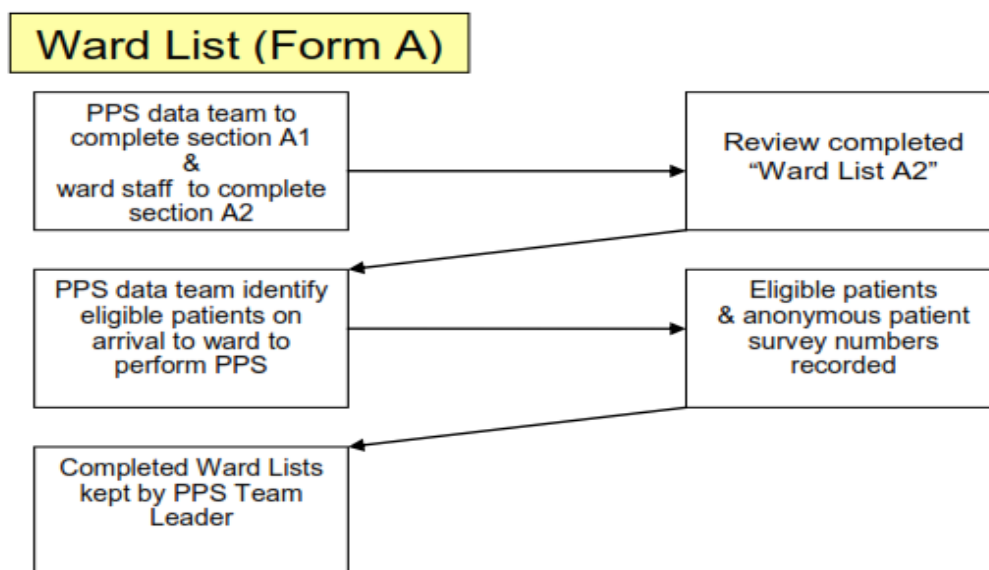 Ward List (Form A)
PPS data team to
complete section A1
&
ward staff to complete
section A2
Review completed
“Ward List A2”
PPS data team identify
eligible patients on
arrival to ward to
perform PPS
Eligible patients
& anonymous patient
survey numbers
recorded
Completed Ward Lists
kept by PPS Team
Leader